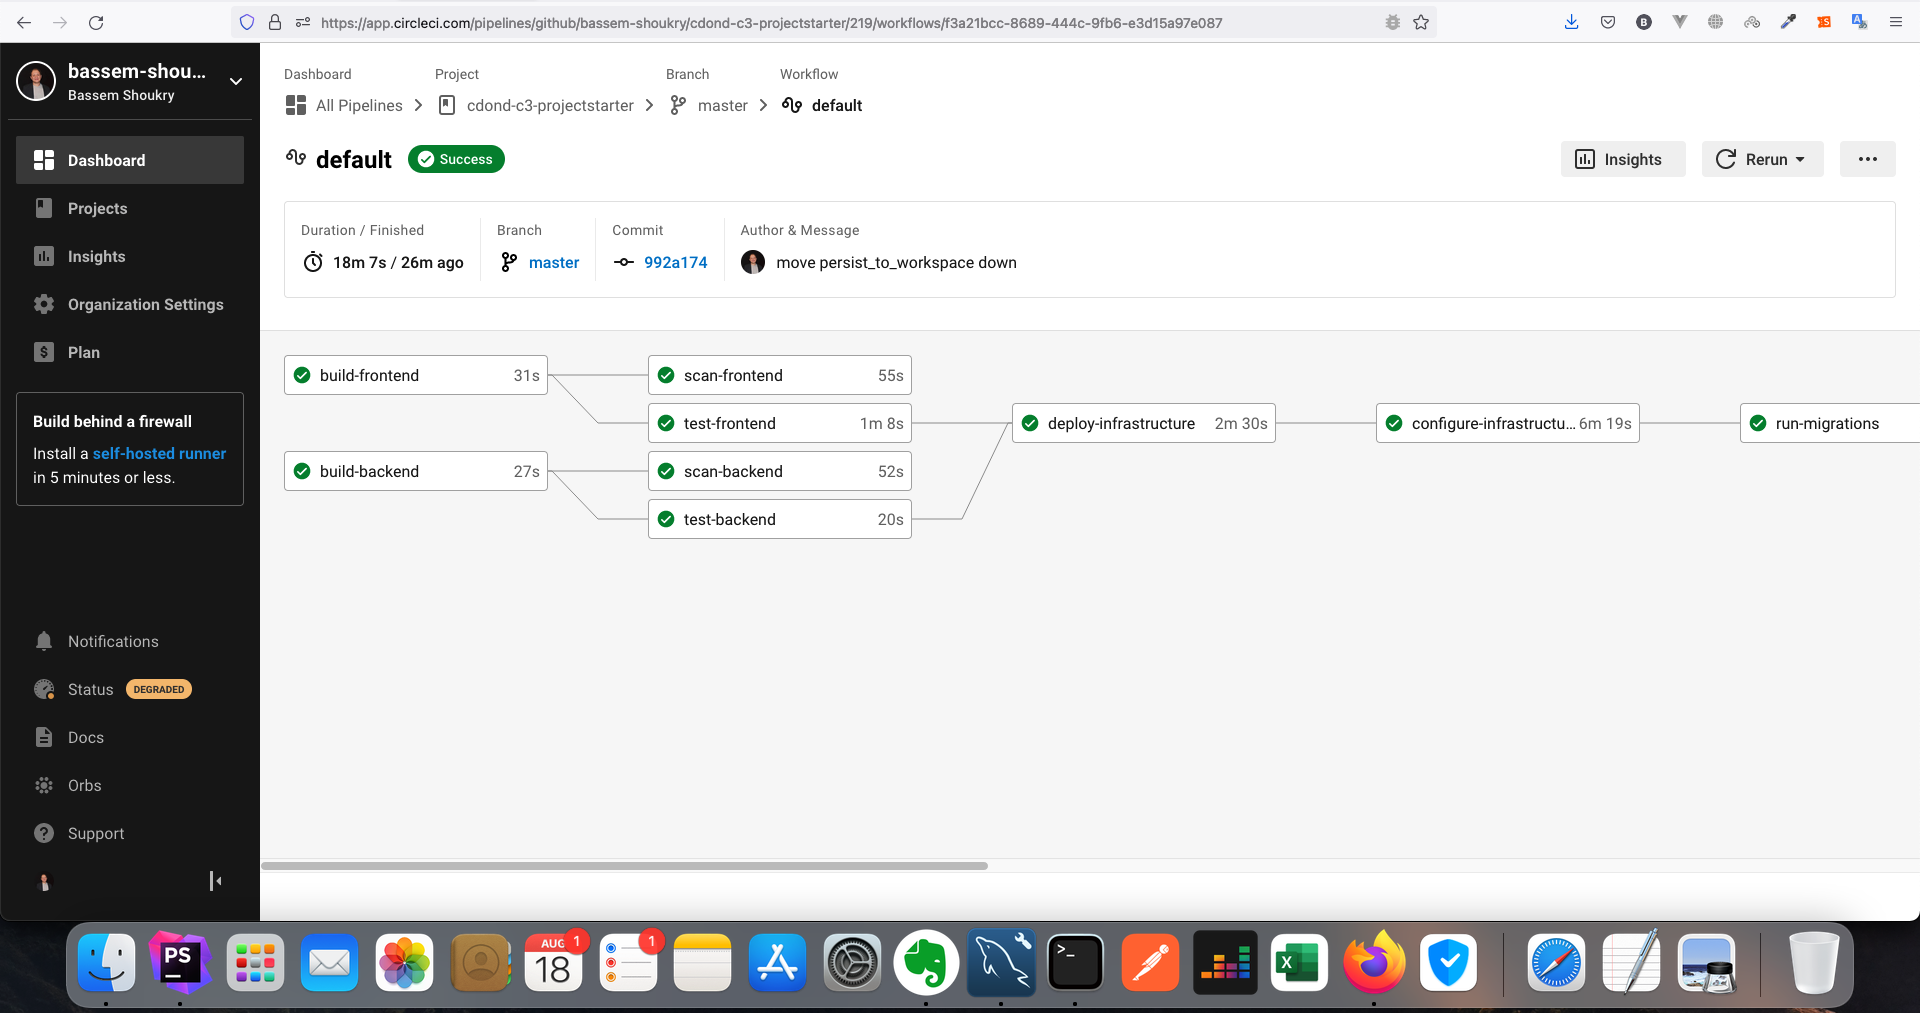 https://app.circleci.com/pipelines/github/bassem-shoukry/cdond-c3-projectstarter/219/workflows/f3a21bcc-8689-444c-9fb6-e3d15a97e087
bassem-shou...
Bassem Shoukry
Dashboard
Projects
Insights
Organization Settings
Plan
Build behind a firewall
Install a self-hosted runner
in 5 minutes or less.
Notifications
Status DEGRADED
Docs
Orbs
Support
Dashboard Project Branch Workflow
All Pipelines cdond-c3-projectstarter master default
default Success
Insights Rerun
Duration / Finished Branch Commit Author & Message
18m 7s / 26m ago master 992a174 move persist_to_workspace down
build-frontend 31s
scan-frontend 55s
test-frontend 1m 8s
deploy-infrastructure 2m 30s
configure-infrastructu... 6m 19s
run-migrations
build-backend 27s
scan-backend 52s
test-backend 20s
PS
AUG 1
18
1
>_
X